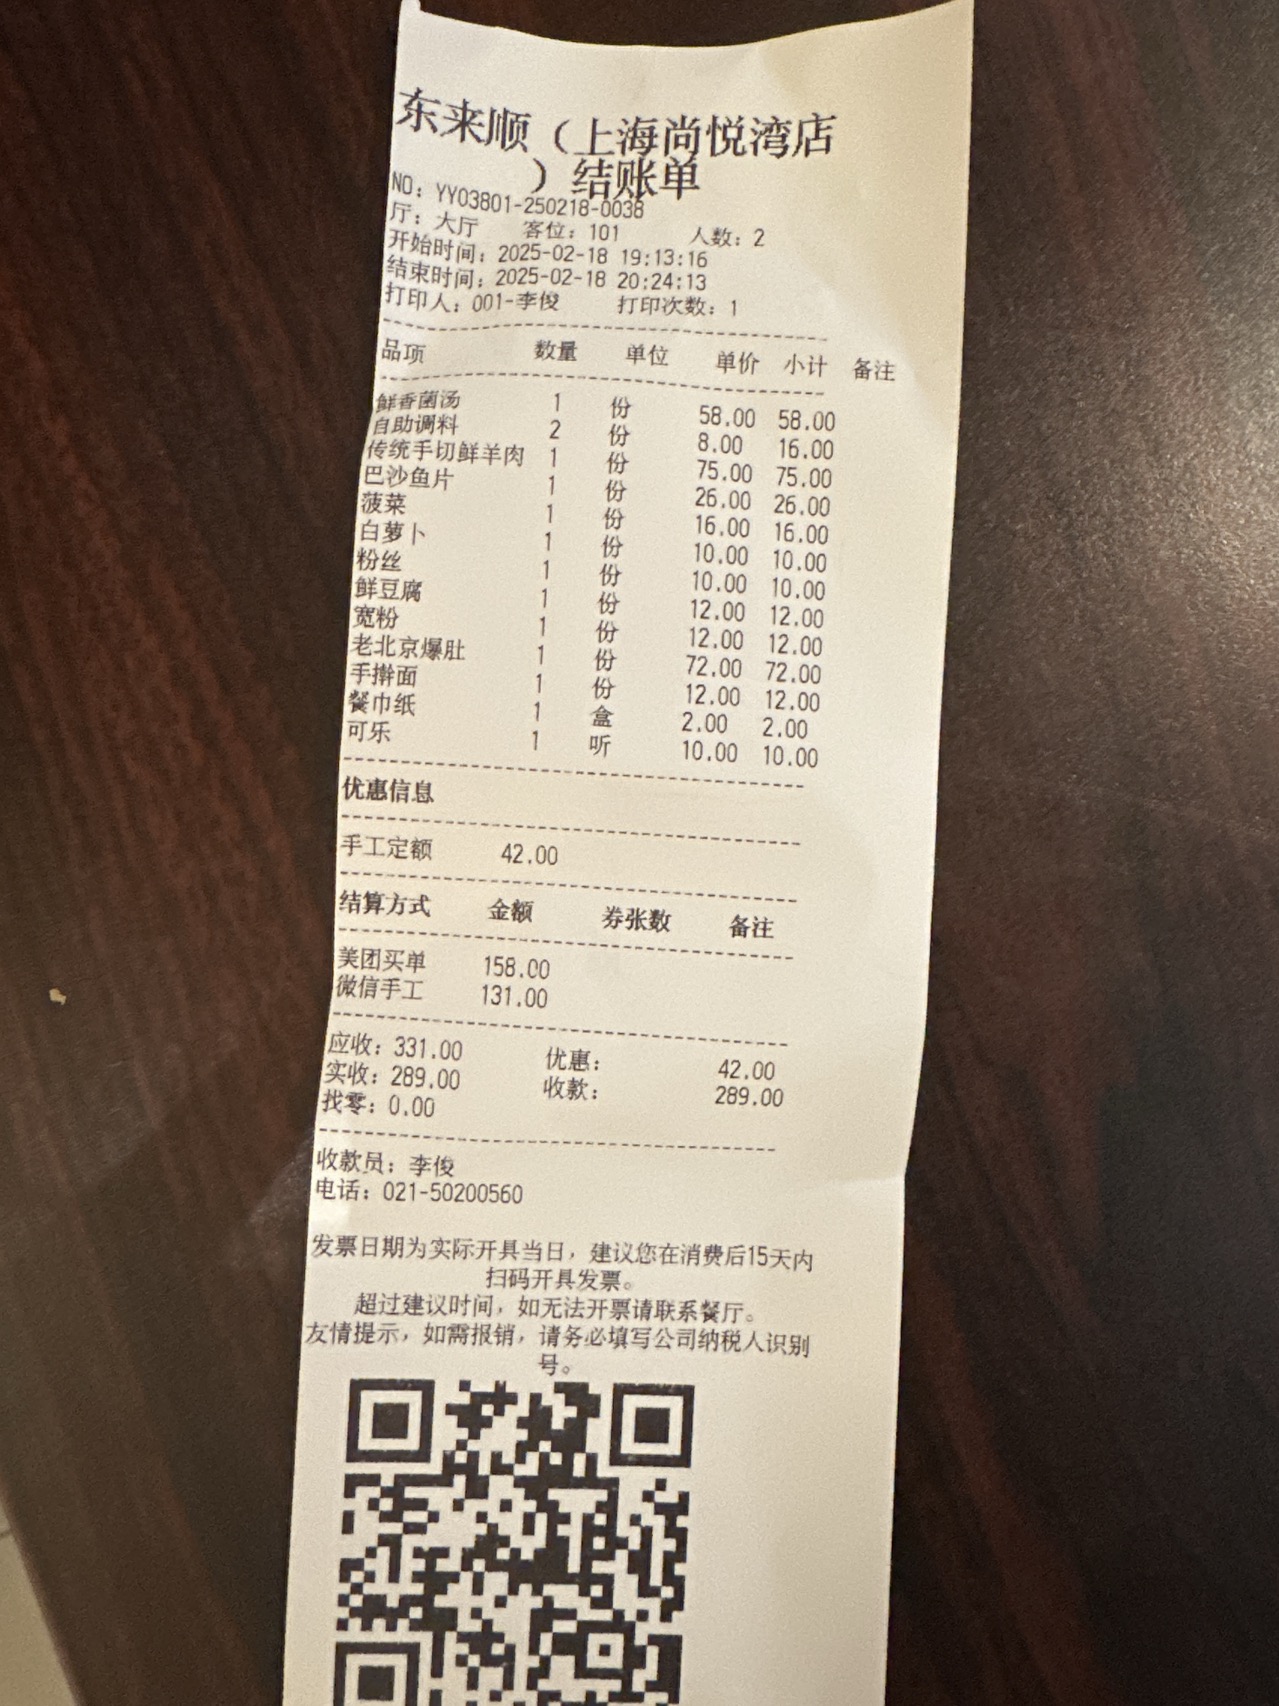 东来顺（上海尚悦湾店
）结账单
NO：YY03801-250218-0038
厅：大厅 客位：101 人数：2
开始时间：2025-02-18 19:13:16
结束时间：2025-02-18 20:24:13
打印人：001-李俊 打印次数：1
品项 数量 单位 单价 小计 备注
鲜香菌汤 1 份 58.00 58.00
自助调料 2 份 8.00 16.00
传统手切鲜羊肉 1 份 75.00 75.00
巴沙鱼片 1 份 26.00 26.00
菠菜 1 份 16.00 16.00
白萝卜 1 份 10.00 10.00
粉丝 1 份 10.00 10.00
鲜豆腐 1 份 12.00 12.00
宽粉 1 份 12.00 12.00
老北京爆肚 1 份 72.00 72.00
手擀面 1 份 12.00 12.00
餐巾纸 1 盒 2.00 2.00
可乐 1 听 10.00 10.00
优惠信息
手工定额 42.00
结算方式 金额 券张数 备注
美团买单 158.00
微信手工 131.00
应收：331.00 优惠： 42.00
实收：289.00 收款： 289.00
找零：0.00
收款员：李俊
电话：021-50200560
发票日期为实际开具当日，建议您在消费后15天内
扫码开具发票。
超过建议时间，如无法开票请联系餐厅。
友情提示，如需报销，请务必填写公司纳税人识别
号。